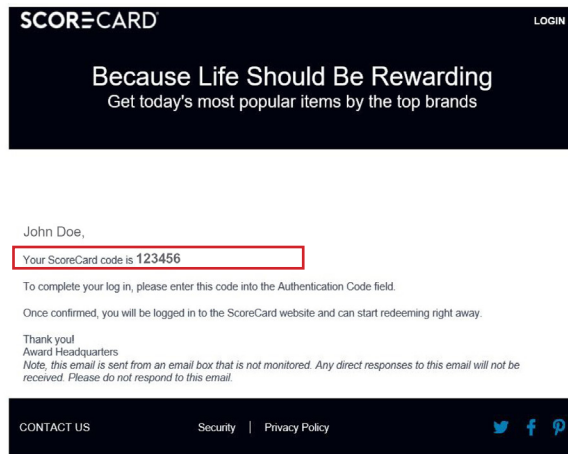 SCORECARD
LOGIN
Because Life Should Be Rewarding
Get today's most popular items by the top brands
John Doe,
Your ScoreCard code is 123456
To complete your log in, please enter this code into the Authentication Code field.
Once confirmed, you will be logged in to the ScoreCard website and can start redeeming right away.
Thank you!
Award Headquarters
Note, this email is sent from an email box that is not monitored. Any direct responses to this email will not be
received. Please do not respond to this email.
CONTACT US
Security | Privacy Policy